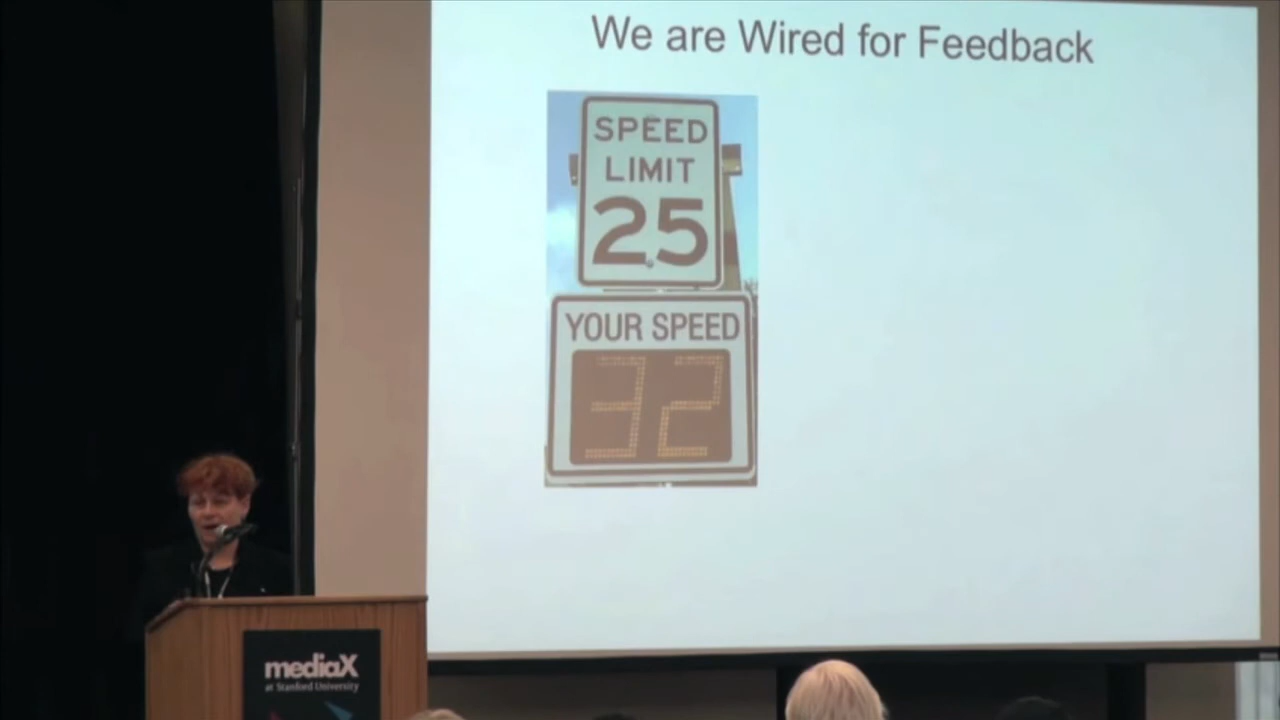 We are Wired for Feedback
SPEED
LIMIT
25
YOUR SPEED
32
mediaX
at Stanford University